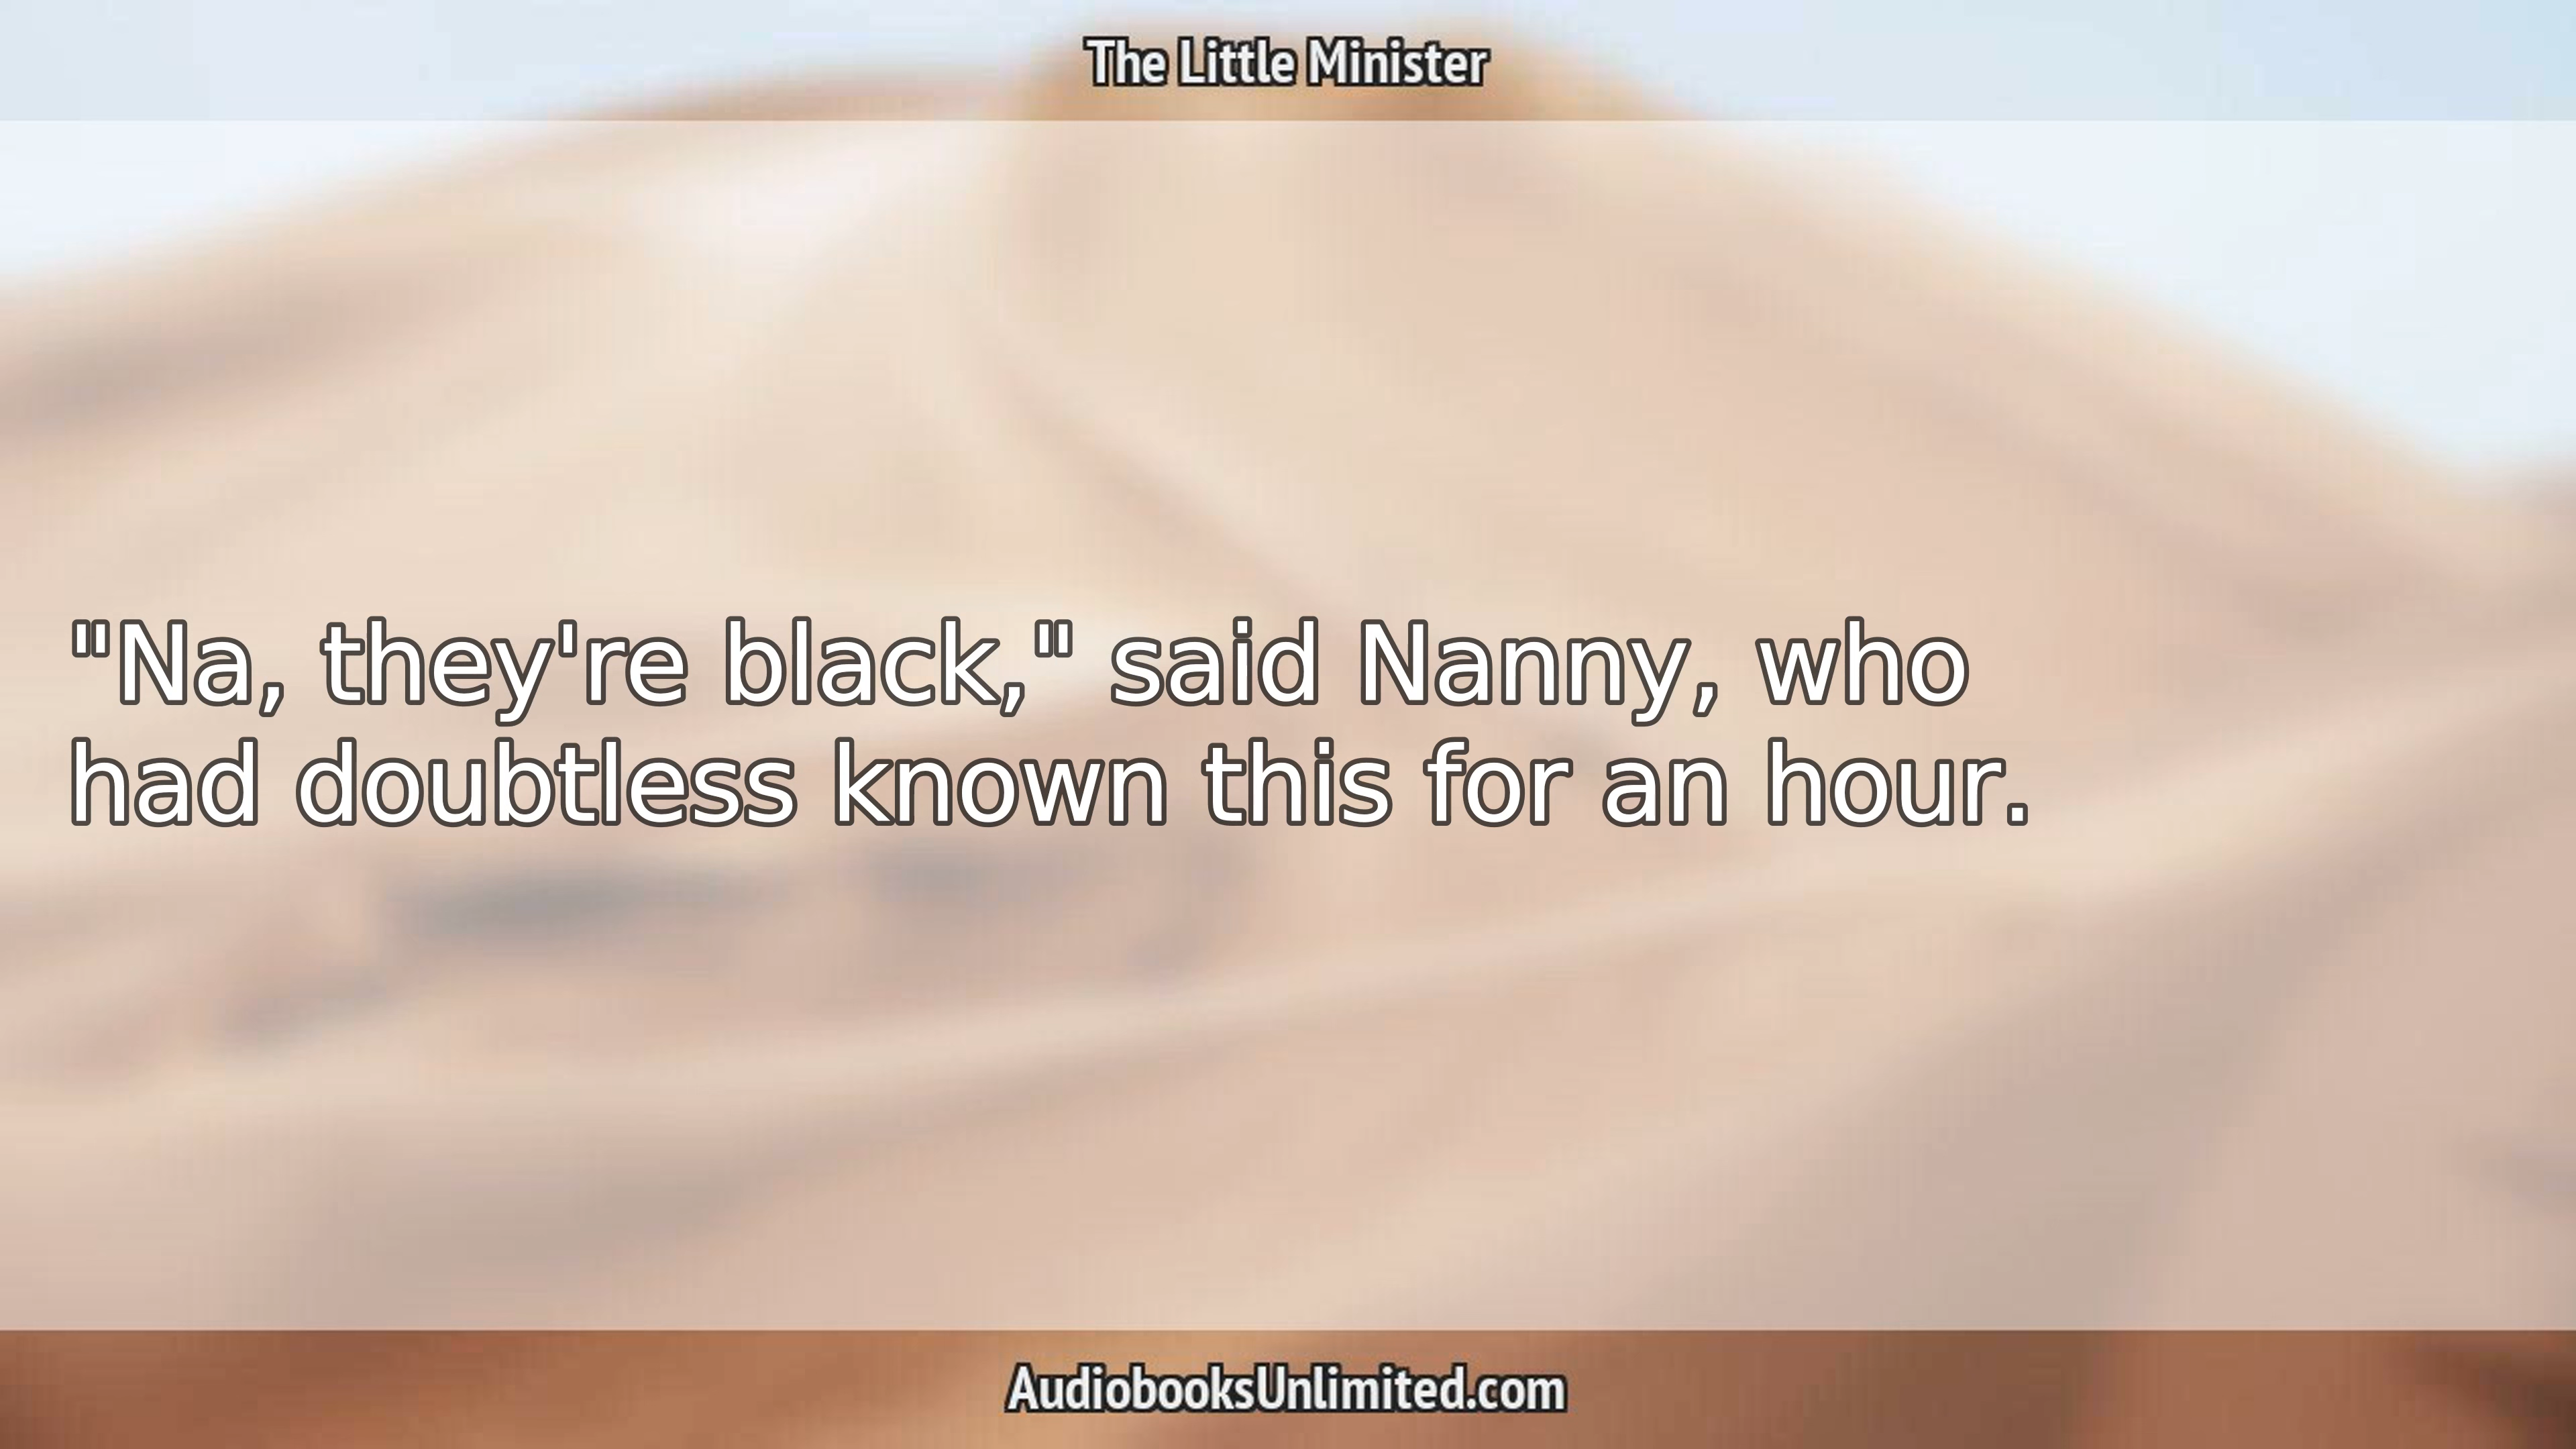 The Little Minister
"Na, they're black," said Nanny, who
had doubtless known this for an hour.
AudiobooksUnlimited.com